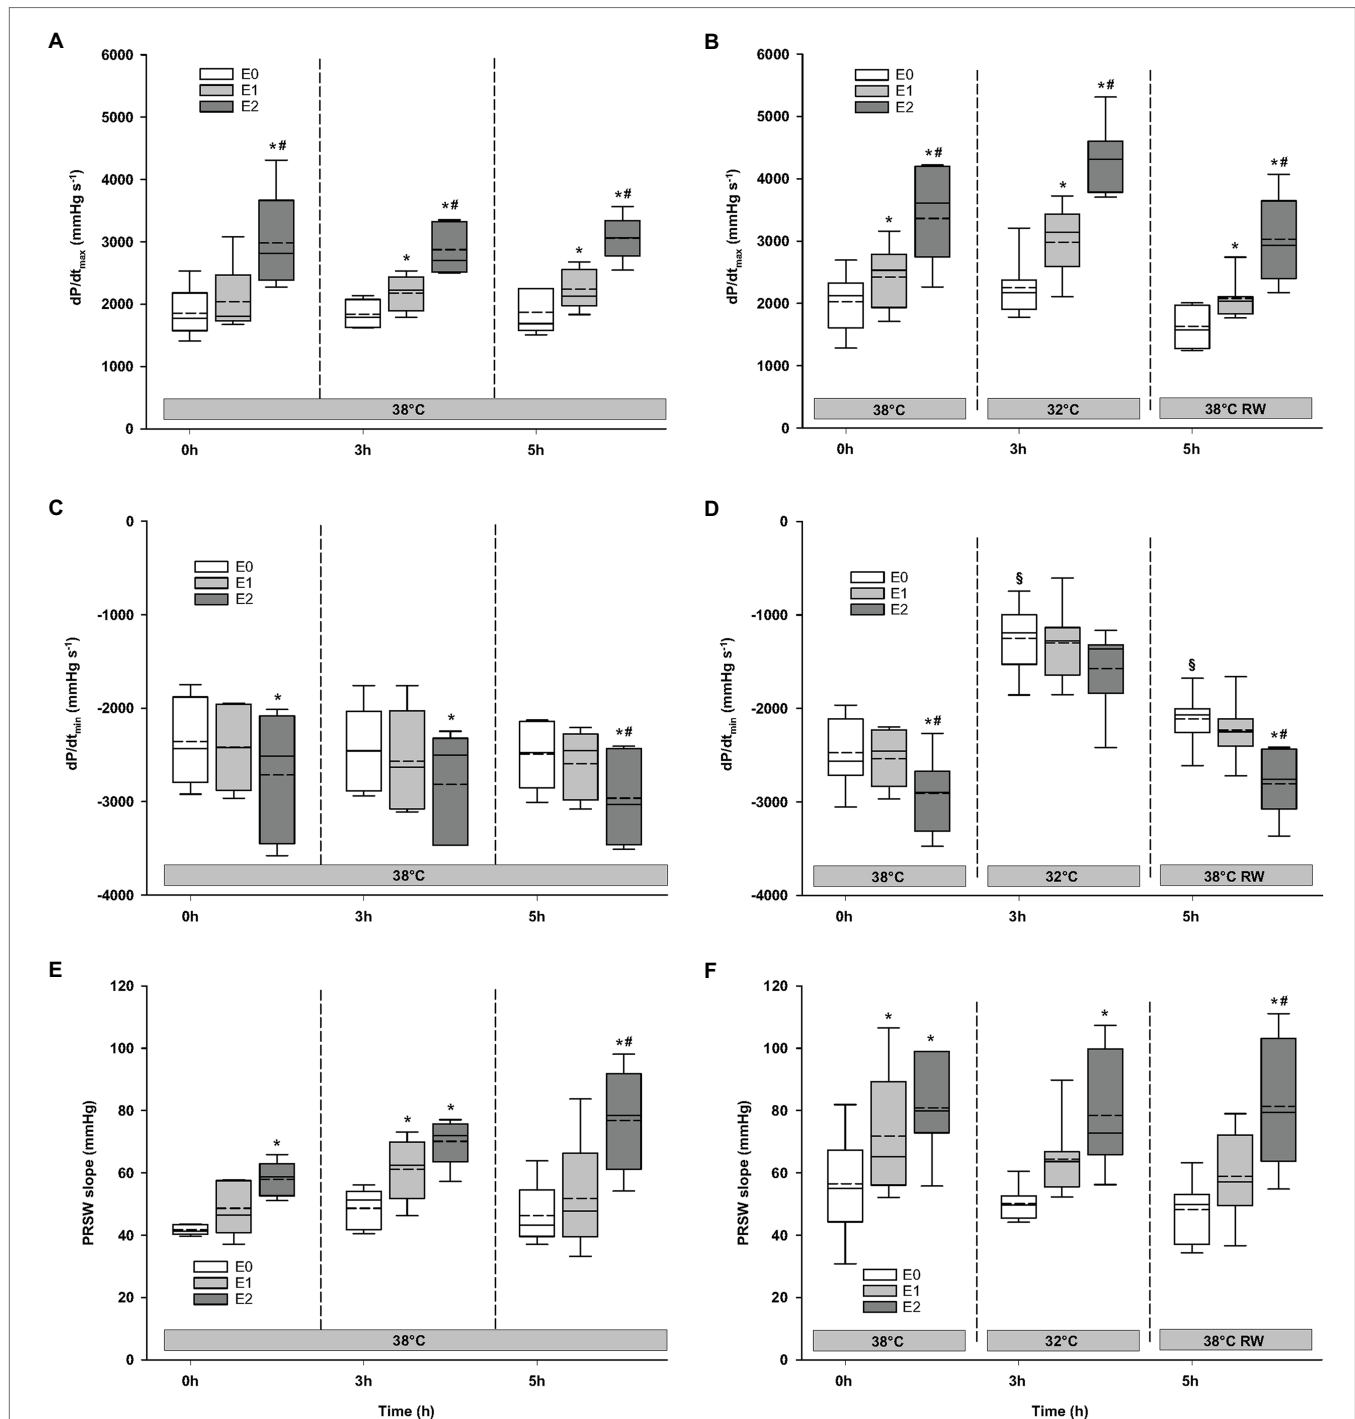 A
6000
5000
4000
3000
2000
1000
0
dP/dtmax (mmHg s-1)
E0
E1
E2
*#
*
*#
*
*#
38°C
0h 3h 5h
B
6000
5000
4000
3000
2000
1000
0
dP/dtmax (mmHg s-1)
E0
E1
E2
*
*#
*
*#
*
*#
38°C 32°C 38°C RW
0h 3h 5h
C
0
-1000
-2000
-3000
-4000
dP/dtmin (mmHg s-1)
E0
E1
E2
*
*
*#
38°C
0h 3h 5h
D
0
-1000
-2000
-3000
-4000
dP/dtmin (mmHg s-1)
E0
E1
E2
*#
§
§
*#
38°C 32°C 38°C RW
0h 3h 5h
E
120
100
80
60
40
20
0
PRSW slope (mmHg)
*
*
*
*#
E0
E1
E2
38°C
0h 3h 5h
Time (h)
F
120
100
80
60
40
20
0
PRSW slope (mmHg)
*
*
*
*#
E0
E1
E2
38°C 32°C 38°C RW
0h 3h 5h
Time (h)